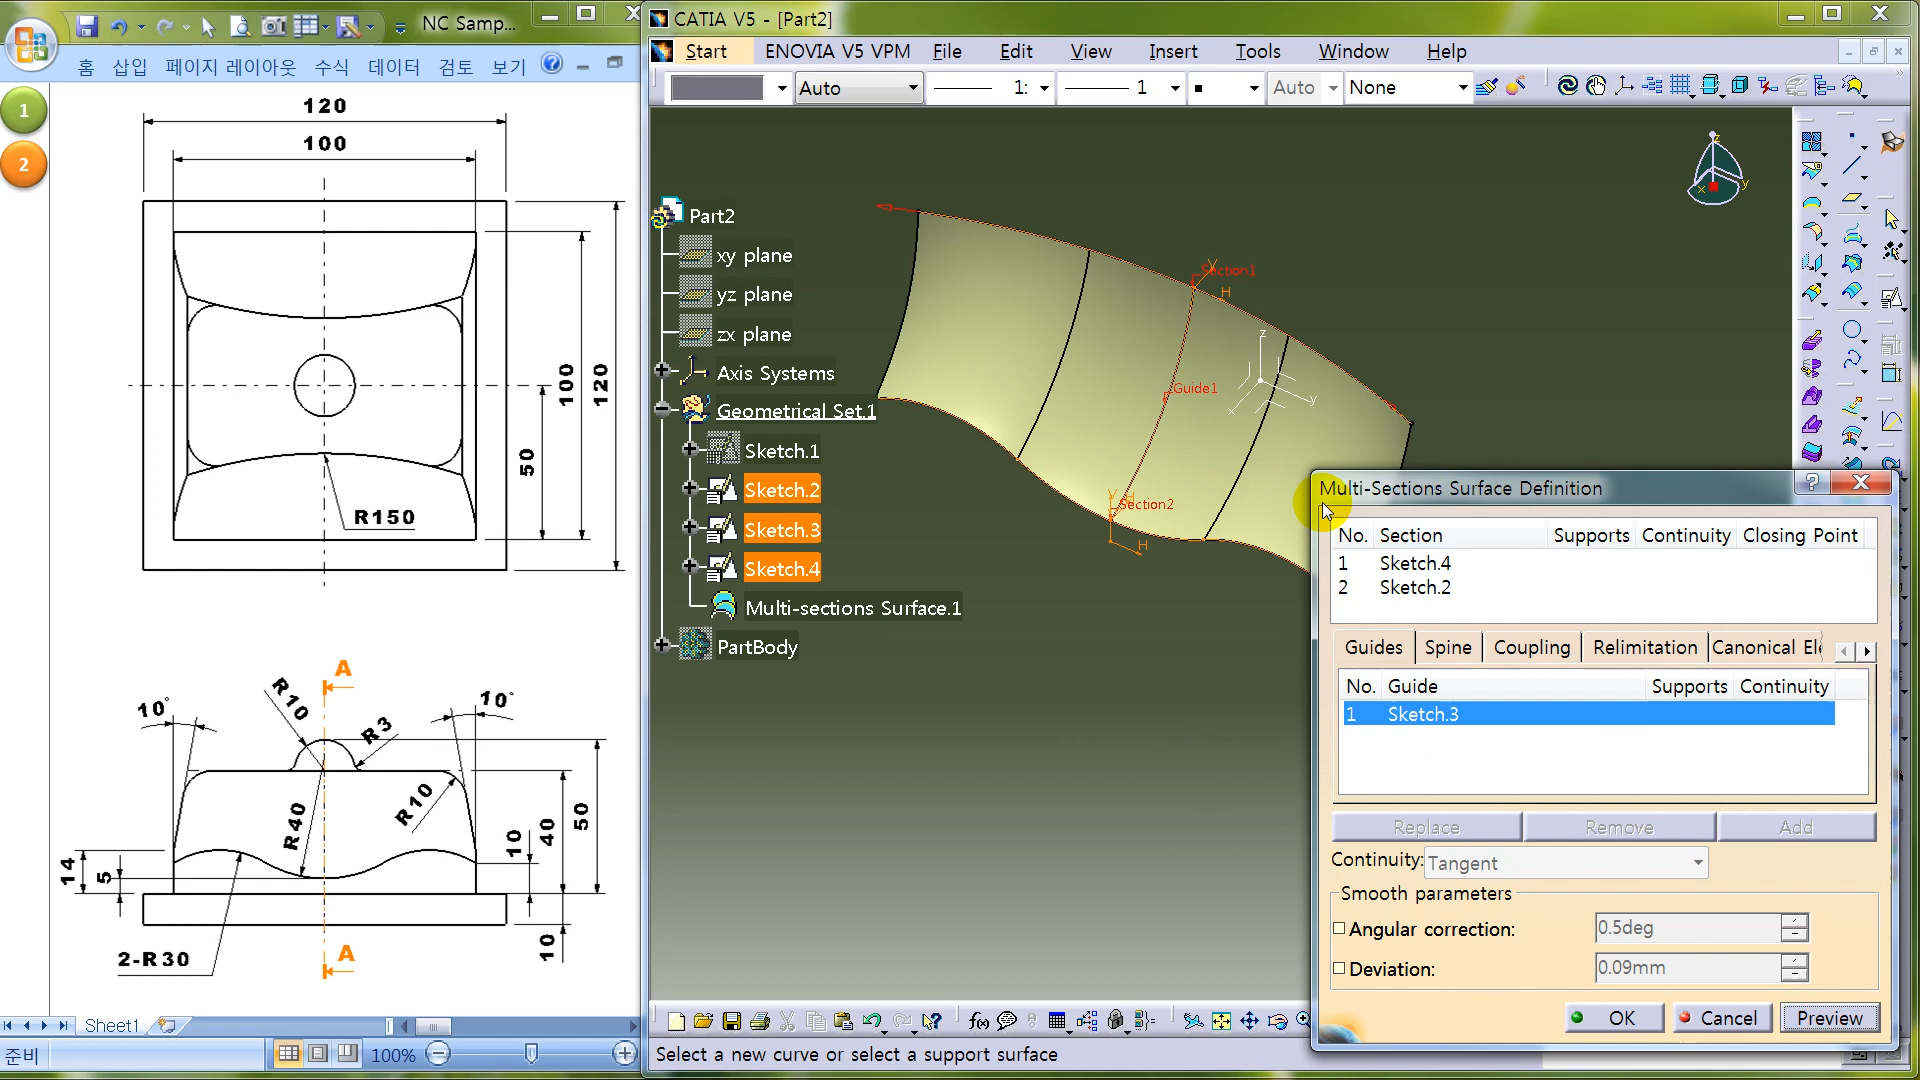 NC Samp...
홈 삽입 페이지 레이아웃 수식 데이터 검토 보기
1
2
120
100
100
120
50
R150
A
10°
R10
R3
10°
R40
R10
14
5
10
40
50
2-R30
A
10
Sheet1
준비
100%
CATIA V5 - [Part2]
Start ENOVIA V5 VPM File Edit View Insert Tools Window Help
Auto 1: 1 Auto None
Part2
xy plane
yz plane
zx plane
Axis Systems
Geometrical Set.1
Sketch.1
Sketch.2
Sketch.3
Sketch.4
Multi-sections Surface.1
PartBody
Section1
H
Guide1
z
x
y
Section2
H
z
x
y
Multi-Sections Surface Definition
No. Section Supports Continuity Closing Point
1 Sketch.4
2 Sketch.2
Guides Spine Coupling Relimitation Canonical El
No. Guide Supports Continuity
1 Sketch.3
Replace Remove Add
Continuity: Tangent
Smooth parameters
Angular correction: 0.5deg
Deviation: 0.09mm
OK Cancel Preview
f(x)
Select a new curve or select a support surface